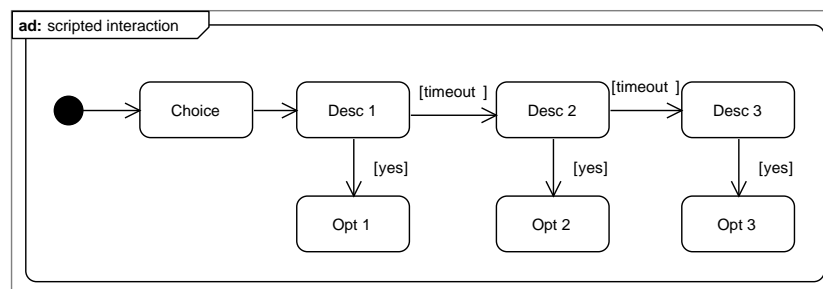 ad: scripted interaction
[timeout ]
[timeout ]
Choice
Desc 1
Desc 2
Desc 3
[yes]
[yes]
[yes]
Opt 1
Opt 2
Opt 3